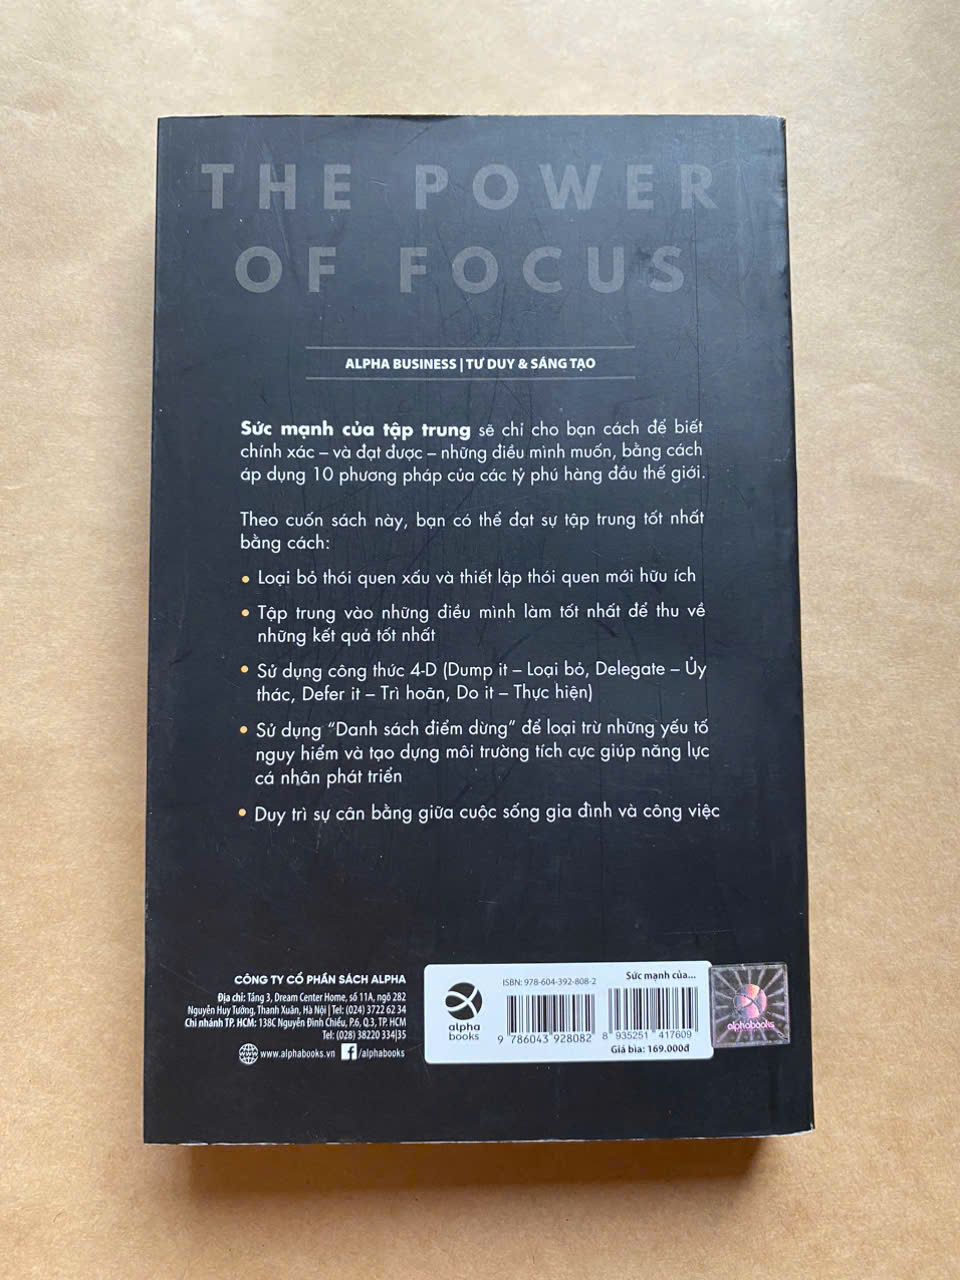 THE POWER
OF FOCUS
ALPHA BUSINESS | TƯ DUY & SÁNG TẠO
Sức mạnh của tập trung sẽ chỉ cho bạn cách để biết
chính xác – và đạt được – những điều mình muốn, bằng cách
áp dụng 10 phương pháp của các tỷ phú hàng đầu thế giới.
Theo cuốn sách này, bạn có thể đạt sự tập trung tốt nhất
bằng cách:
• Loại bỏ thói quen xấu và thiết lập thói quen mới hữu ích
• Tập trung vào những điều mình làm tốt nhất để thu về
những kết quả tốt nhất
• Sử dụng công thức 4-D (Dump it – Loại bỏ, Delegate – Ủy
thác, Defer it – Trì hoãn, Do it – Thực hiện)
• Sử dụng "Danh sách điểm dừng" để loại trừ những yếu tố
nguy hiểm và tạo dựng môi trường tích cực giúp năng lực
cá nhân phát triển
• Duy trì sự cân bằng giữa cuộc sống gia đình và công việc
CÔNG TY CỔ PHẦN SÁCH ALPHA
Địa chỉ: Tầng 3, Dream Center Home, số 11A, ngõ 282
Nguyễn Huy Tưởng, Thanh Xuân, Hà Nội | Tel: (024) 3722 62 34
Chi nhánh TP. HCM: 138C Nguyễn Đình Chiểu, P.6, Q.3, TP. HCM
Tel: (028) 38220 334|35
www.alphabooks.vn /alphabooks
alpha
books
ISBN: 978-604-392-808-2
9 786043 928082
Sức mạnh của...
8 935251 417609
Giá bìa: 169.000đ
alphabooks